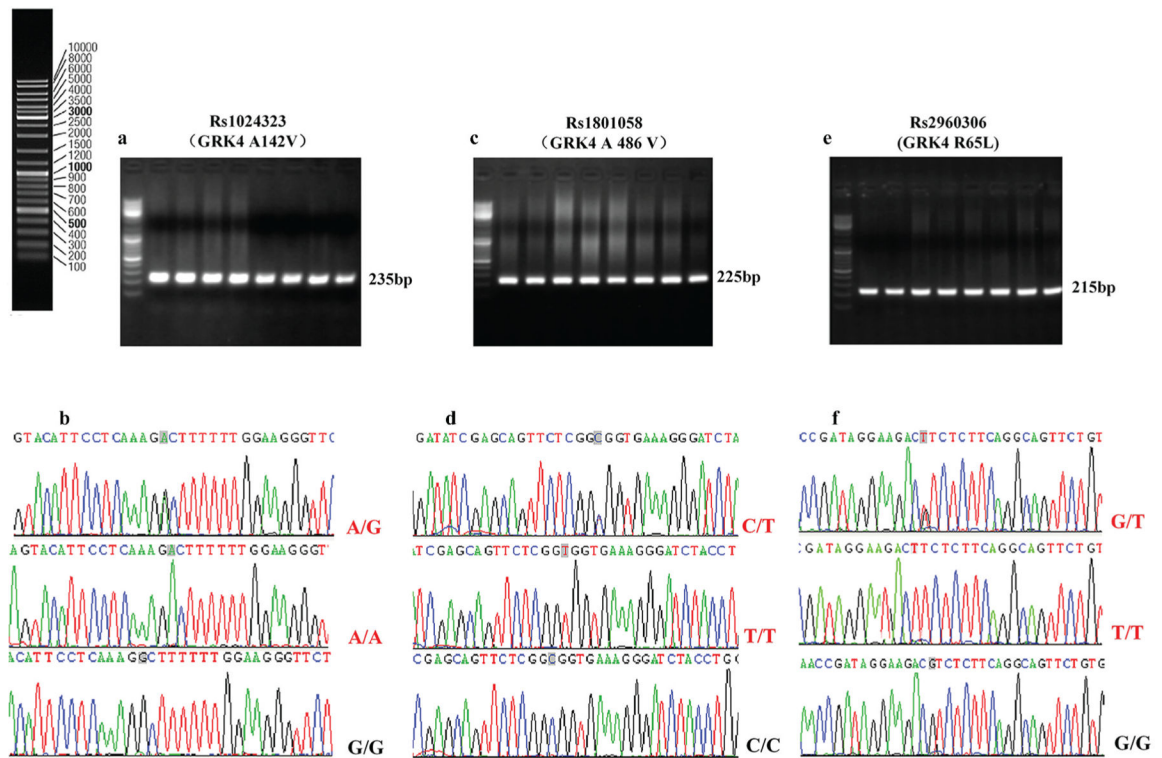 10000
8000
6000
5000
4000
3500
3000
2500
2000
1500
1200
1000
900
800
700
600
500
400
300
200
100
a
Rs1024323
（GRK4 A142V）
235bp
c
Rs1801058
（GRK4 A 486 V）
225bp
e
Rs2960306
(GRK4 R65L)
215bp
b
GTACATTCCTCAAAGACTTTTTTGGAAGGGTTC
A/G
AGTACATTCCTCAAAGACTTTTTTGGAAGGGT
A/A
ACATTCCTCAAAGGCTTTTTTGGAAGGGTTCT
G/G
d
GATATCGAGCAGTTCTCGGCGGTGAAAGGGATCTA
C/T
TCGAGCAGTTCTCGGTGGTGAAAGGGATCTACCT
T/T
CGAGCAGTTCTCGGCGGTGAAAGGGATCTACCTG
C/C
f
CCGATAGGAAGACTTCTCTTCAGGCAGTTCTGT
G/T
CGATAGGAAGACTTCTCTTCAGGCAGTTCTGT
T/T
AACCGATAGGAAGACGTCTCTTCAGGCAGTTCTGTG
G/G